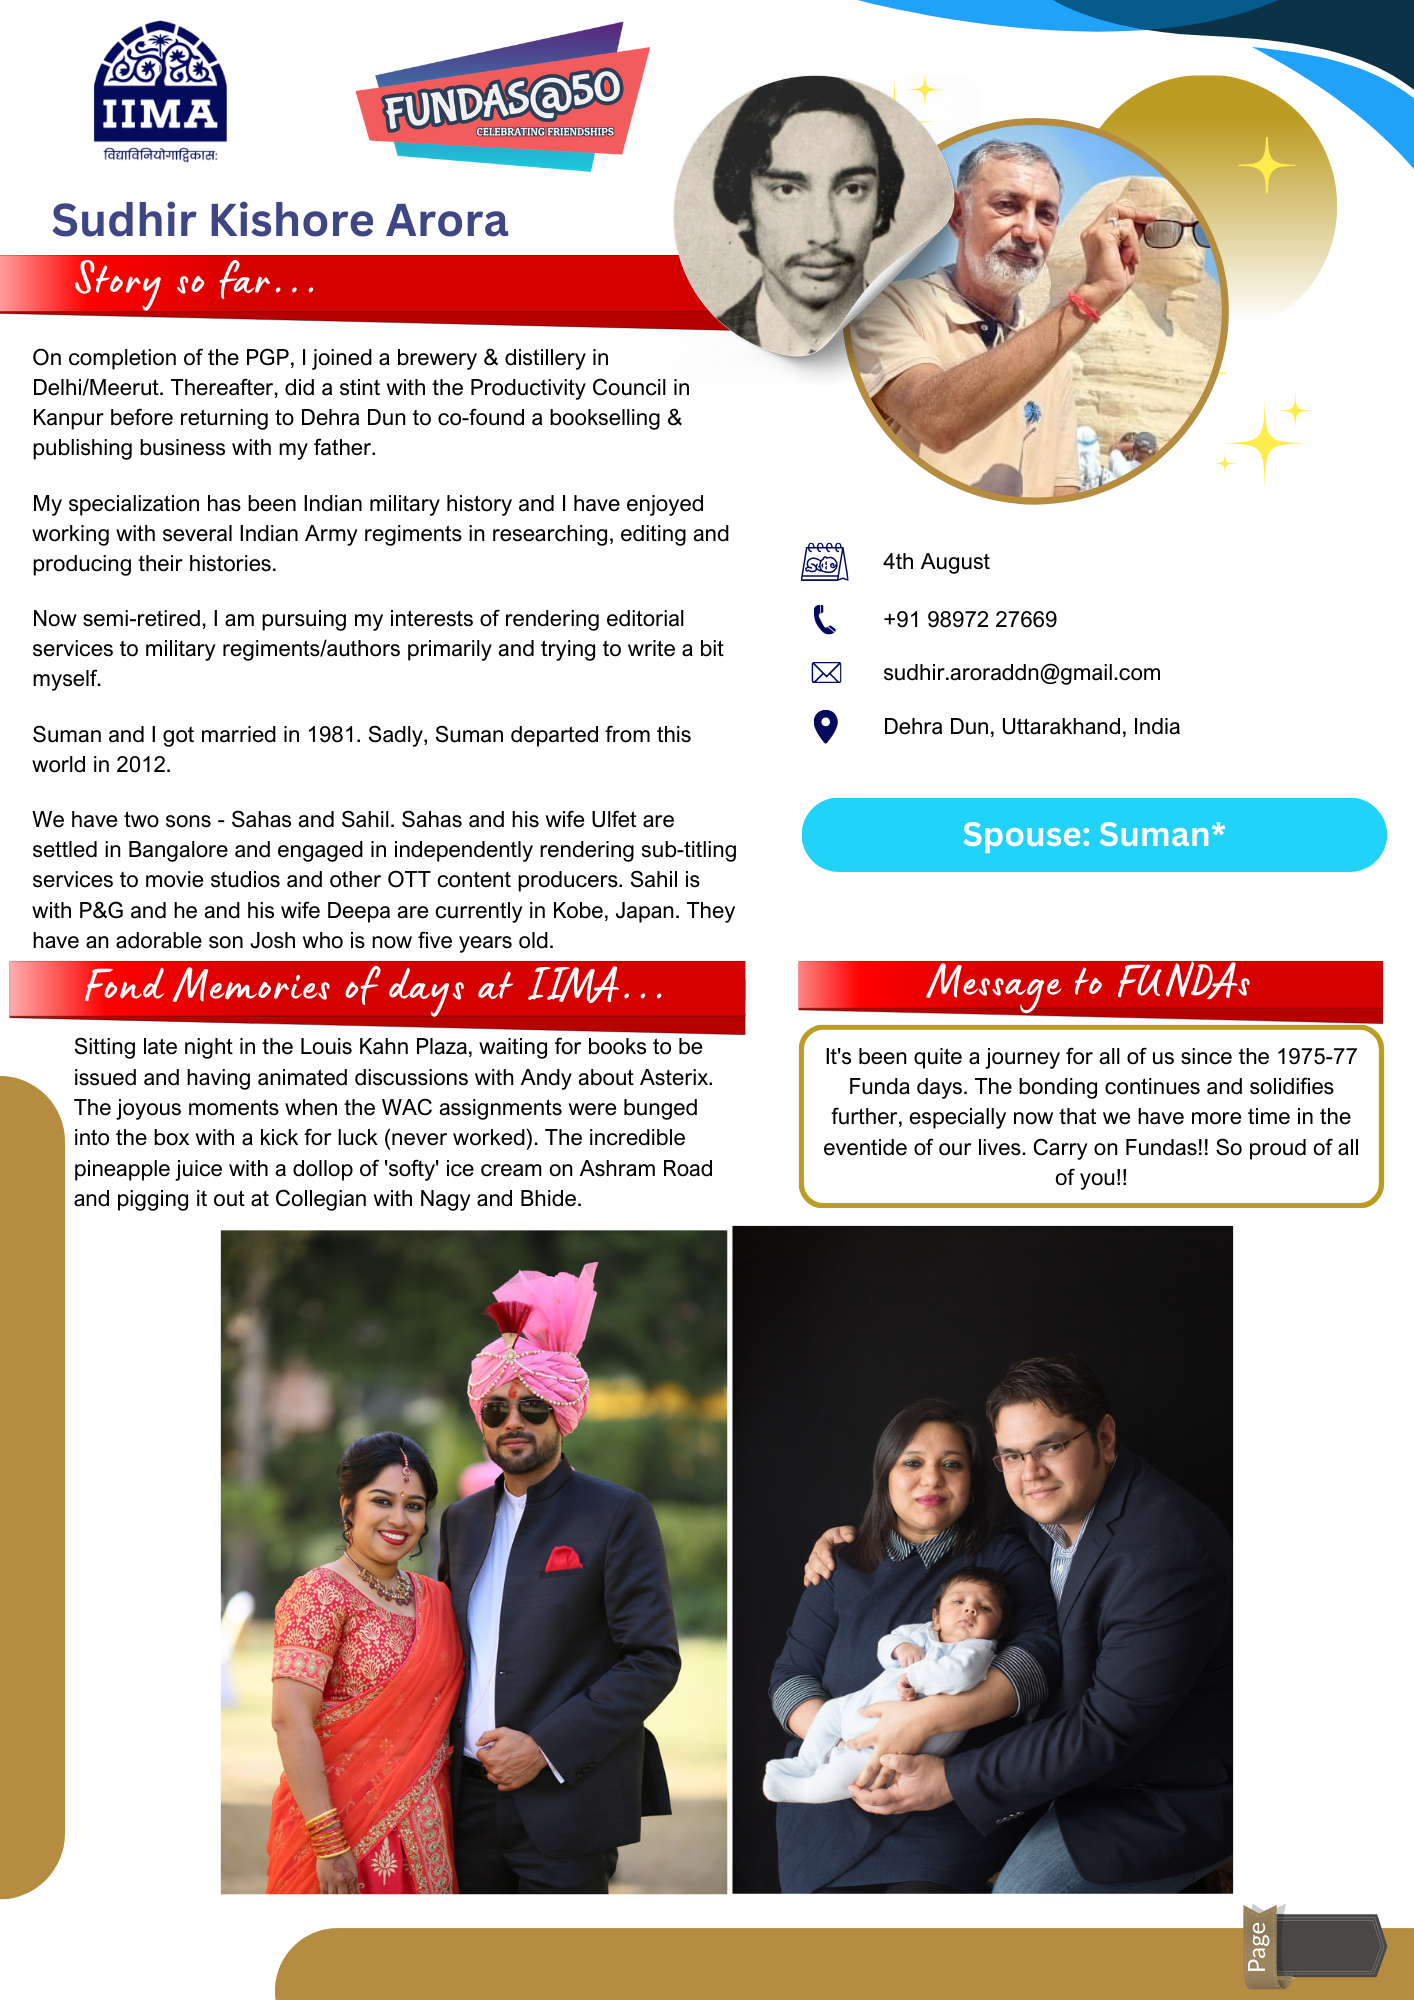 IIMA
विद्याविनियोगाद्विकास:
FUNDAS@50
CELEBRATING FRIENDSHIPS
Sudhir Kishore Arora
Story so far...
On completion of the PGP, I joined a brewery & distillery in
Delhi/Meerut. Thereafter, did a stint with the Productivity Council in
Kanpur before returning to Dehra Dun to co-found a bookselling &
publishing business with my father.
My specialization has been Indian military history and I have enjoyed
working with several Indian Army regiments in researching, editing and
producing their histories.
Now semi-retired, I am pursuing my interests of rendering editorial
services to military regiments/authors primarily and trying to write a bit
myself.
Suman and I got married in 1981. Sadly, Suman departed from this
world in 2012.
We have two sons - Sahas and Sahil. Sahas and his wife Ulfet are
settled in Bangalore and engaged in independently rendering sub-titling
services to movie studios and other OTT content producers. Sahil is
with P&G and he and his wife Deepa are currently in Kobe, Japan. They
have an adorable son Josh who is now five years old.
4th August
+91 98972 27669
sudhir.aroraddn@gmail.com
Dehra Dun, Uttarakhand, India
Spouse: Suman*
Fond Memories of days at IIMA...
Sitting late night in the Louis Kahn Plaza, waiting for books to be
issued and having animated discussions with Andy about Asterix.
The joyous moments when the WAC assignments were bunged
into the box with a kick for luck (never worked). The incredible
pineapple juice with a dollop of 'softy' ice cream on Ashram Road
and pigging it out at Collegian with Nagy and Bhide.
Message to FUNDAs
It's been quite a journey for all of us since the 1975-77
Funda days. The bonding continues and solidifies
further, especially now that we have more time in the
eventide of our lives. Carry on Fundas!! So proud of all
of you!!
Page